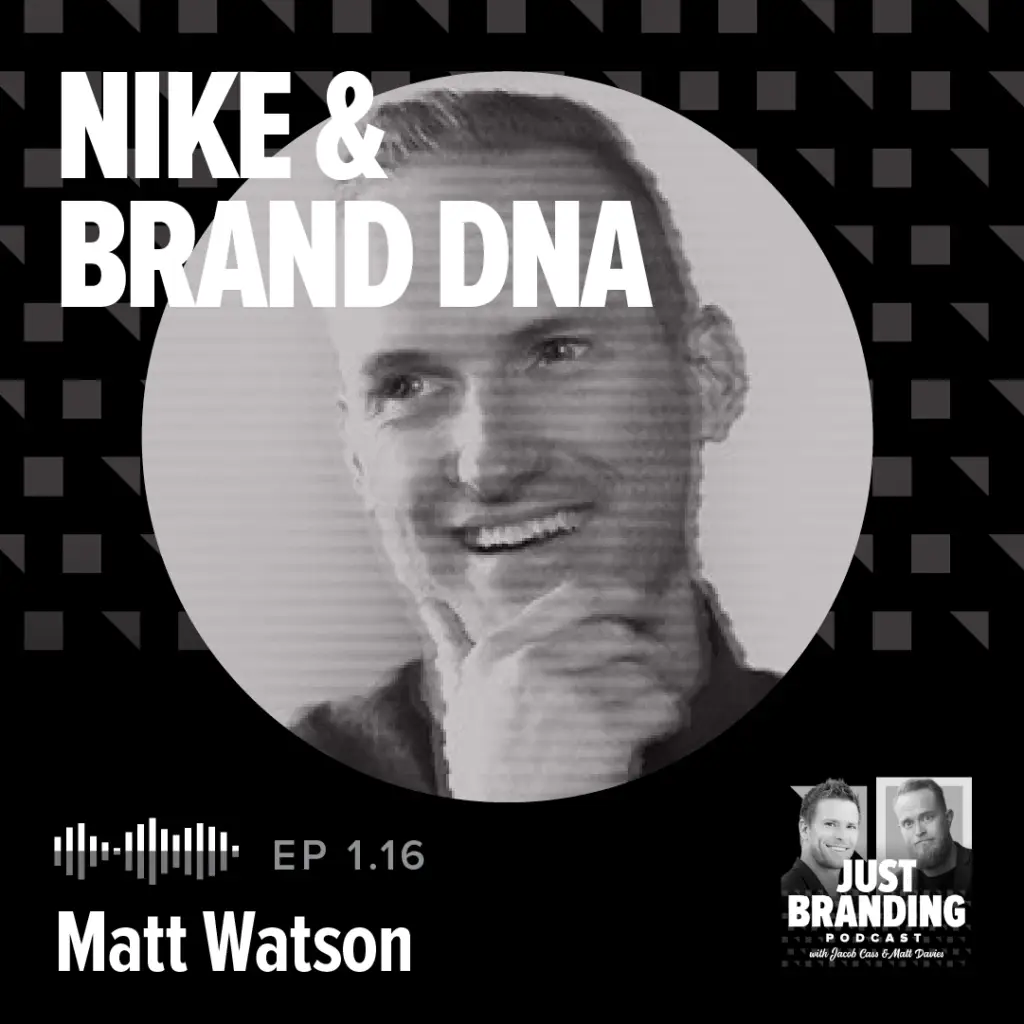 NIKE &
BRAND DNA
EP 1.16
Matt Watson
JUST
BRANDING
PODCAST
with Jacob Cass & Matt Davies